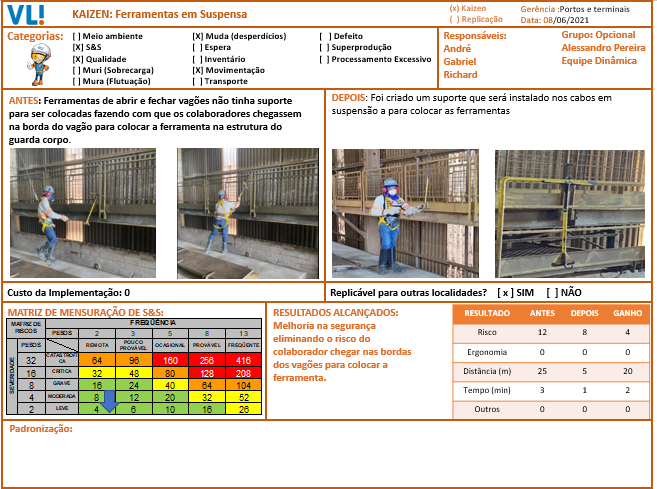 VL!
KAIZEN: Ferramentas em Suspensa
(x) Kaizen
( ) Replicação
Gerência :Portos e terminais
Data: 08/06/2021
Categorias:
[ ] Meio ambiente
[X] S&S
[X] Qualidade
[ ] Muri (Sobrecarga)
[ ] Mura (Flutuação)
[X] Muda (desperdícios)
[ ] Espera
[ ] Inventário
[X] Movimentação
[ ] Transporte
[ ] Defeito
[ ] Superprodução
[ ] Processamento Excessivo
Responsáveis:
André
Gabriel
Richard
Grupo: Opcional
Alessandro Pereira
Equipe Dinâmica
ANTES: Ferramentas de abrir e fechar vagões não tinha suporte
para ser colocadas fazendo com que os colaboradores chegassem
na borda do vagão para colocar a ferramenta na estrutura do
guarda corpo.
DEPOIS: Foi criado um suporte que será instalado nos cabos em
suspensão a para colocar as ferramentas
Custo da Implementação: 0
Replicável para outras localidades? [ x ] SIM [ ] NÃO
MATRIZ DE MENSURAÇÃO DE S&S:
MATRIZ DE
RISCOS
FREQÜÊNCIA
PESOS 2 3 5 8 13
PESOS
REMOTA
POUCO
PROVÁVEL
OCASIONAL
PROVÁVEL
FREQÜENTE
SEVERIDADE
32 CATASTRÓFI
CA 64 96 160 256 416
16 CRÍTICA 32 48 80 128 208
8 GRAVE 16 24 40 64 104
4 MODERADA 8 12 20 32 52
2 LEVE 4 6 10 16 26
RESULTADOS ALCANÇADOS:
Melhoria na segurança
eliminando o risco do
colaborador chegar nas bordas
dos vagões para colocar a
ferramenta.
RESULTADO ANTES DEPOIS GANHO
Risco 12 8 4
Ergonomia 0 0 0
Distância (m) 25 5 20
Tempo (min) 3 1 2
Outros 0 0 0
Padronização: